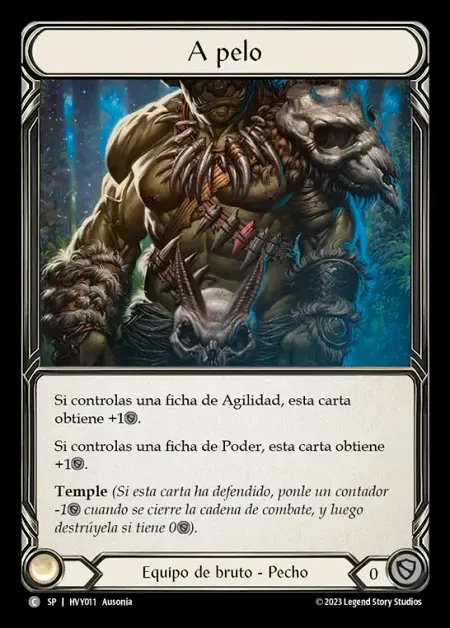 A pelo
Si controlas una ficha de Agilidad, esta carta
obtiene +1.
Si controlas una ficha de Poder, esta carta obtiene
+1.
Temple (Si esta carta ha defendido, ponle un contador
-1 cuando se cierre la cadena de combate, y luego
destrúyela si tiene 0).
Equipo de bruto - Pecho
0
C SP | HVY011 Ausonia
© 2023 Legend Story Studios